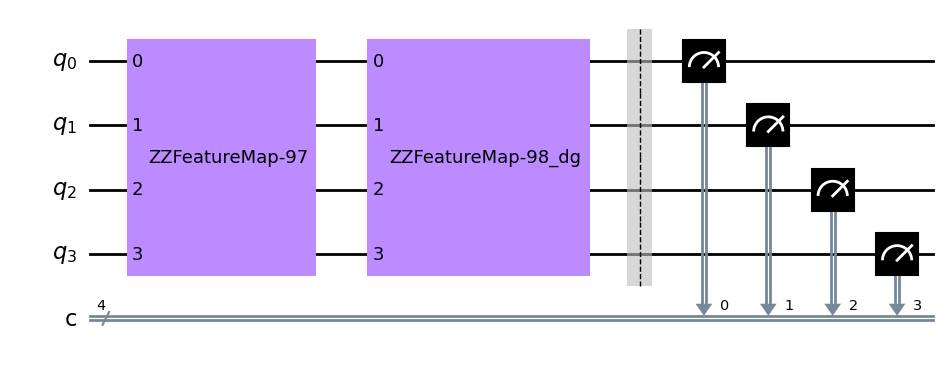 q0 0 0
q1 1 1
ZZFeatureMap-97 ZZFeatureMap-98_dg
q2 2 2
q3 3 3
c 4 0 1 2 3